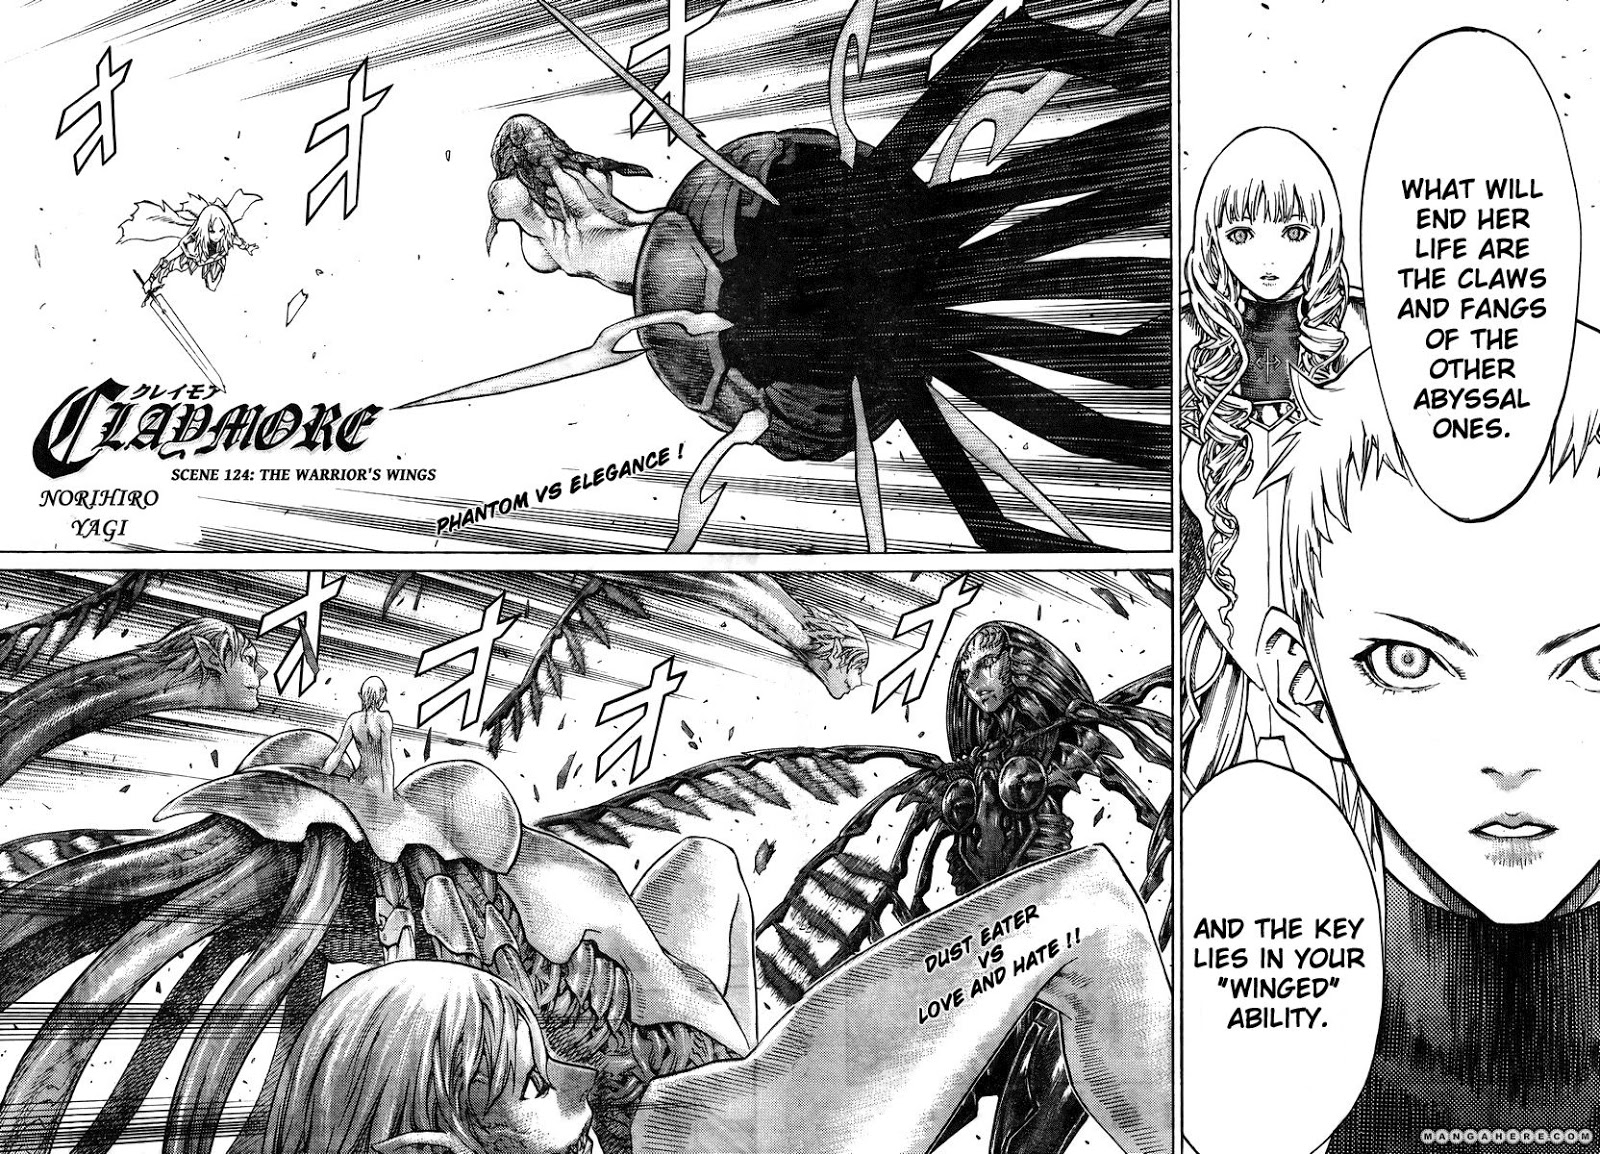 WHAT WILL
END HER
LIFE ARE
THE CLAWS
AND FANGS
OF THE
OTHER
ABYSSAL
ONES.
AND THE KEY
LIES IN YOUR
"WINGED"
ABILITY.
オ オ オ
クレイモア
CLAYMORE
SCENE 124: THE WARRIOR'S WINGS
NORIHIRO
YAGI
PHANTOM VS ELEGANCE !
オ オ オ オ
DUST EATER
VS
LOVE AND HATE !!
MANGAHERE.COM